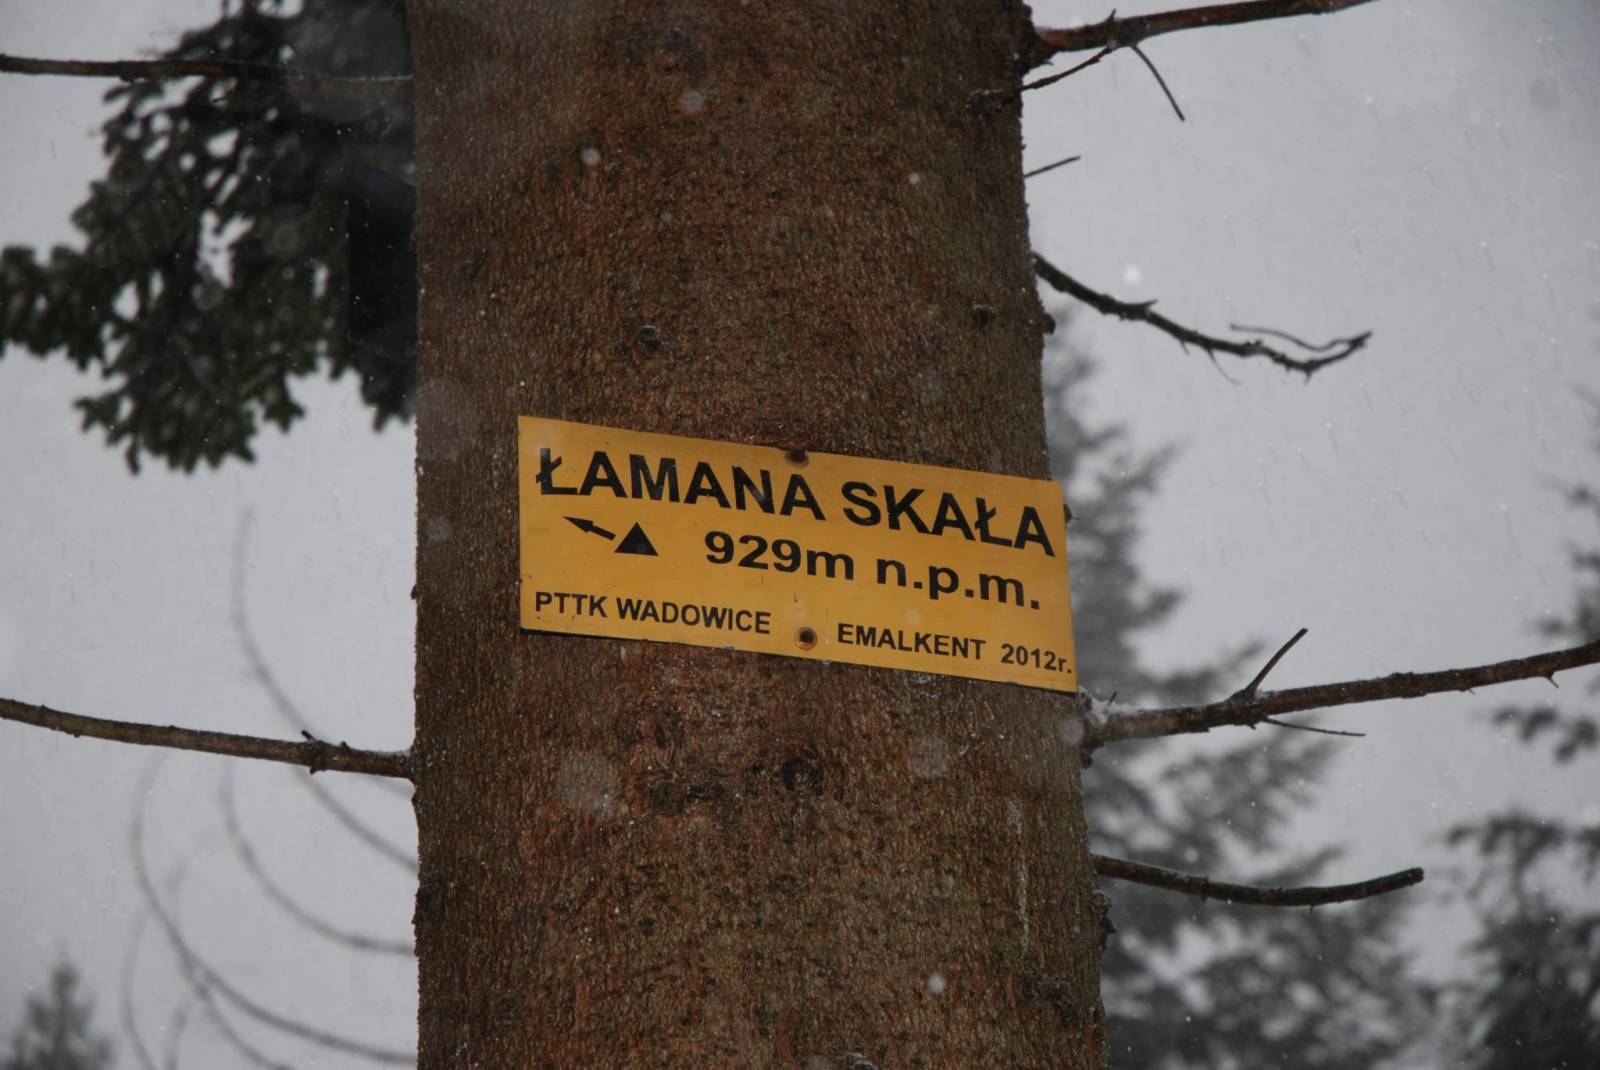 ŁAMANA SKAŁA
929m n.p.m.
PTTK WADOWICE EMALKENT 2012r.